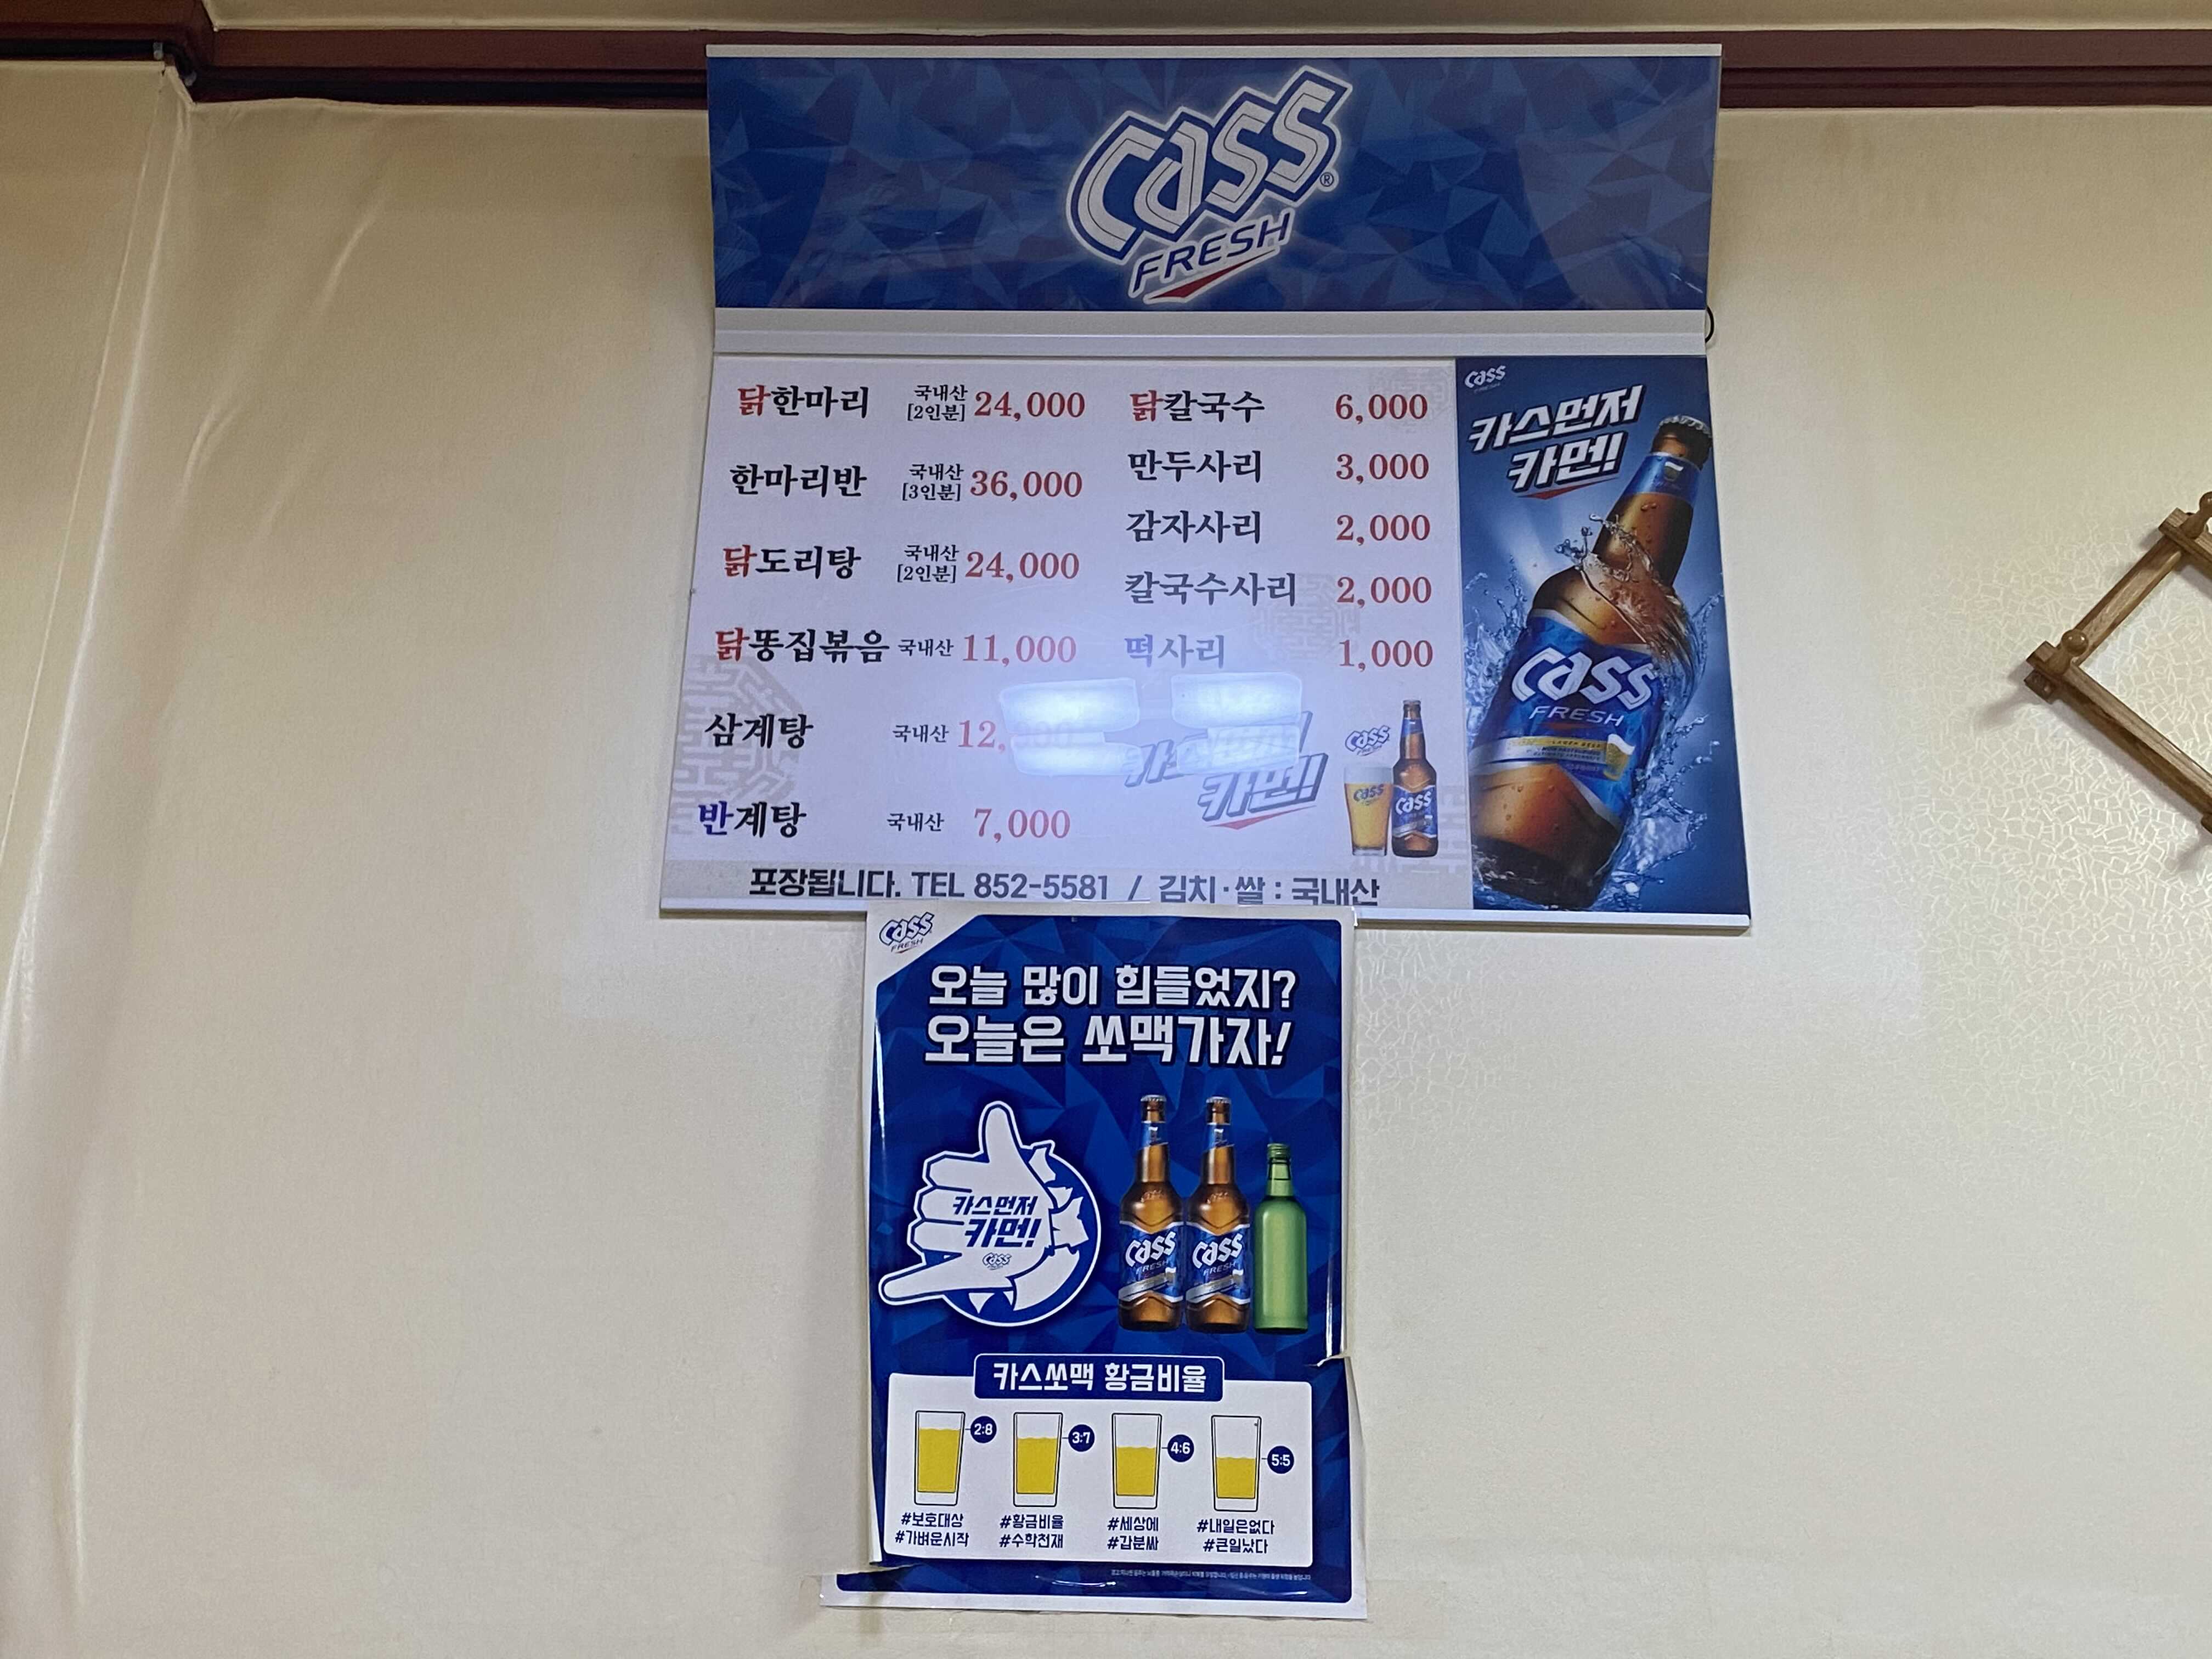 Cass®
FRESH
닭한마리 국내산 [2인분] 24,000
한마리반 국내산 [3인분] 36,000
닭도리탕 국내산 [2인분] 24,000
닭똥집볶음 국내산 11,000
삼계탕 국내산
반계탕 국내산 7,000
닭칼국수 6,000
만두사리 3,000
감자사리 2,000
칼국수사리 2,000
떡사리 1,000
카스먼저
카먼!
Cass
Cass
Cass
포장됩니다. TEL 852-5581 / 김치·쌀 : 국내산
Cass
카스먼저
카먼!
Cass
FRESH
Cass
FRESH
오늘 많이 힘들었지?
오늘은 쏘맥가자!
카스먼저
카먼!
Cass
Cass
FRESH
Cass
FRESH
카스쏘맥 황금비율
2:8 3:7 4:6 5:5
#보호대상 #황금비율 #세상에 #내일은없다
#가벼운시작 #수학천재 #갑분싸 #큰일났다